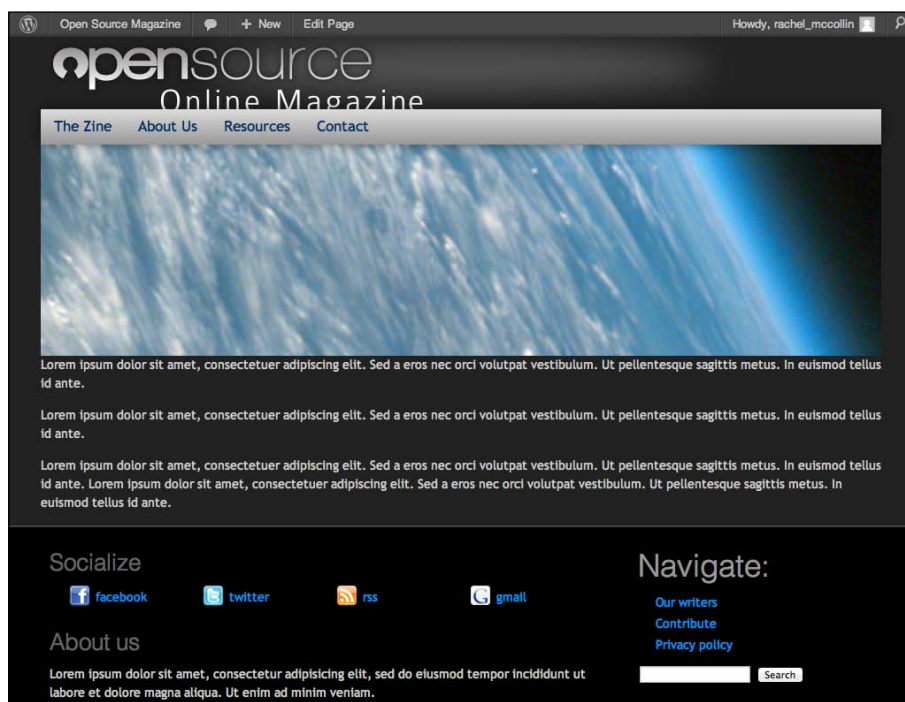 Open Source Magazine + New Edit Page Howdy, rachel_mccollin
opensource
Online Magazine
The Zine About Us Resources Contact
Lorem ipsum dolor sit amet, consectetuer adipiscing elit. Sed a eros nec orci volutpat vestibulum. Ut pellentesque sagittis metus. In euismod tellus
id ante.
Lorem ipsum dolor sit amet, consectetuer adipiscing elit. Sed a eros nec orci volutpat vestibulum. Ut pellentesque sagittis metus. In euismod tellus
id ante.
Lorem ipsum dolor sit amet, consectetuer adipiscing elit. Sed a eros nec orci volutpat vestibulum. Ut pellentesque sagittis metus. In euismod tellus
id ante. Lorem ipsum dolor sit amet, consectetuer adipiscing elit. Sed a eros nec orci volutpat vestibulum. Ut pellentesque sagittis metus. In
euismod tellus id ante.
Socialize
facebook twitter rss gmail
About us
Lorem ipsum dolor sit amet, consectetur adipisicing elit, sed do eiusmod tempor incididunt ut
labore et dolore magna aliqua. Ut enim ad minim veniam.
Navigate:
Our writers
Contribute
Privacy policy
Search